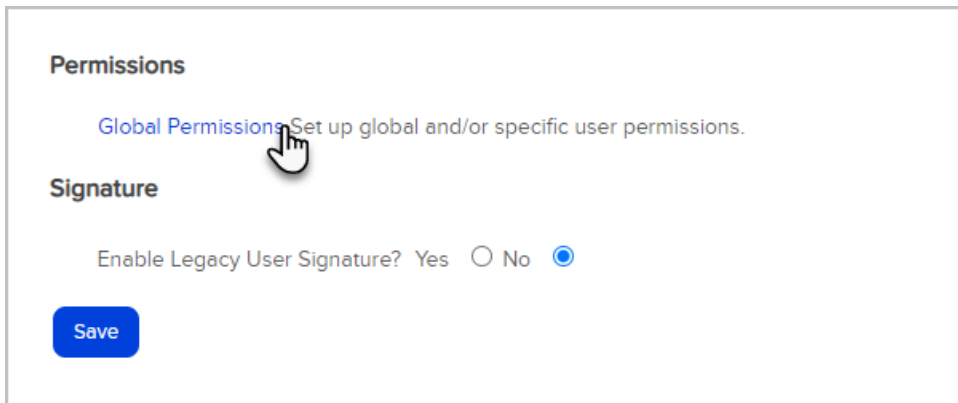 Permissions
Global Permissions Set up global and/or specific user permissions.
Signature
Enable Legacy User Signature? Yes No
Save